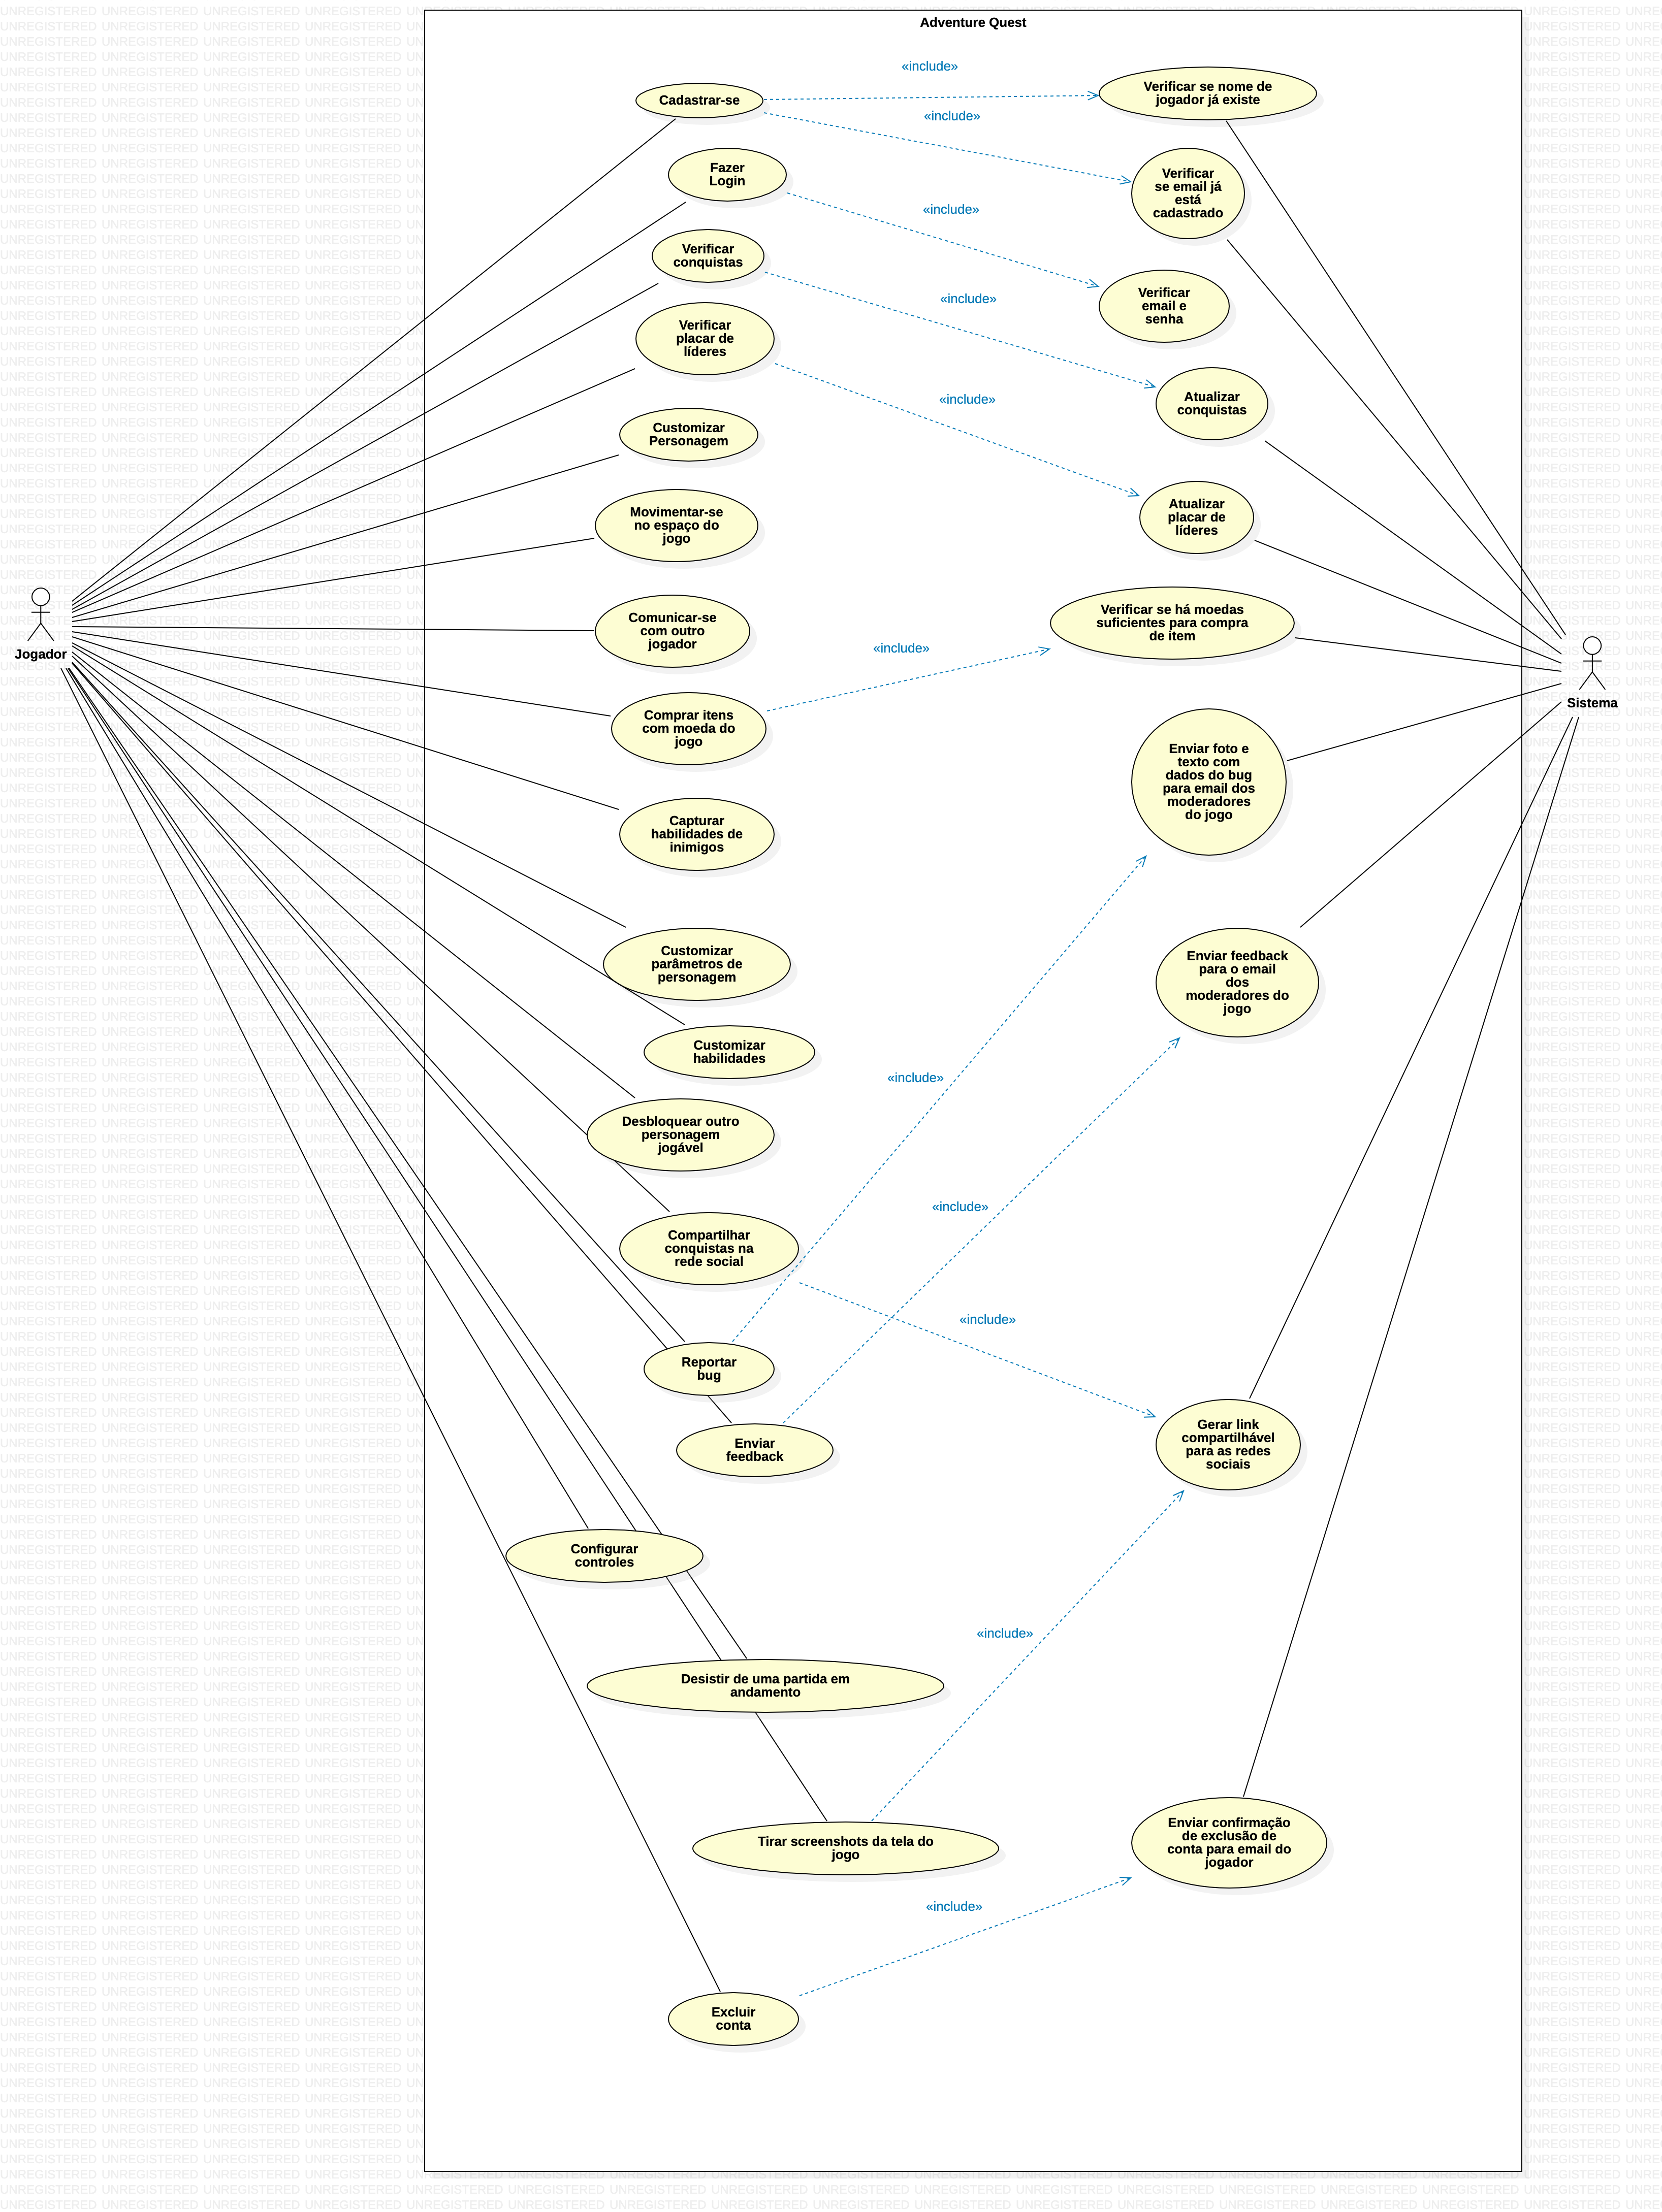 Adventure Quest
«include»
Cadastrar-se
Verificar se nome de
jogador já existe
«include»
Fazer
Login
Verificar
se email já
está
cadastrado
«include»
Verificar
conquistas
Verificar
email e
senha
«include»
Verificar
placar de
líderes
Atualizar
conquistas
«include»
Customizar
Personagem
Atualizar
placar de
líderes
Movimentar-se
no espaço do
jogo
Comunicar-se
com outro
jogador
Verificar se há moedas
suficientes para compra
de item
Jogador
«include»
Sistema
Comprar itens
com moeda do
jogo
Enviar foto e
texto com
dados do bug
para email dos
moderadores
do jogo
Capturar
habilidades de
inimigos
Customizar
parâmetros de
personagem
Enviar feedback
para o email
dos
moderadores do
jogo
Customizar
habilidades
«include»
Desbloquear outro
personagem
jogável
«include»
Compartilhar
conquistas na
rede social
«include»
Reportar
bug
Enviar
feedback
Gerar link
compartilhável
para as redes
sociais
Configurar
controles
«include»
Desistir de uma partida em
andamento
Tirar screenshots da tela do
jogo
Enviar confirmação
de exclusão de
conta para email do
jogador
«include»
Excluir
conta
UNREGISTERED